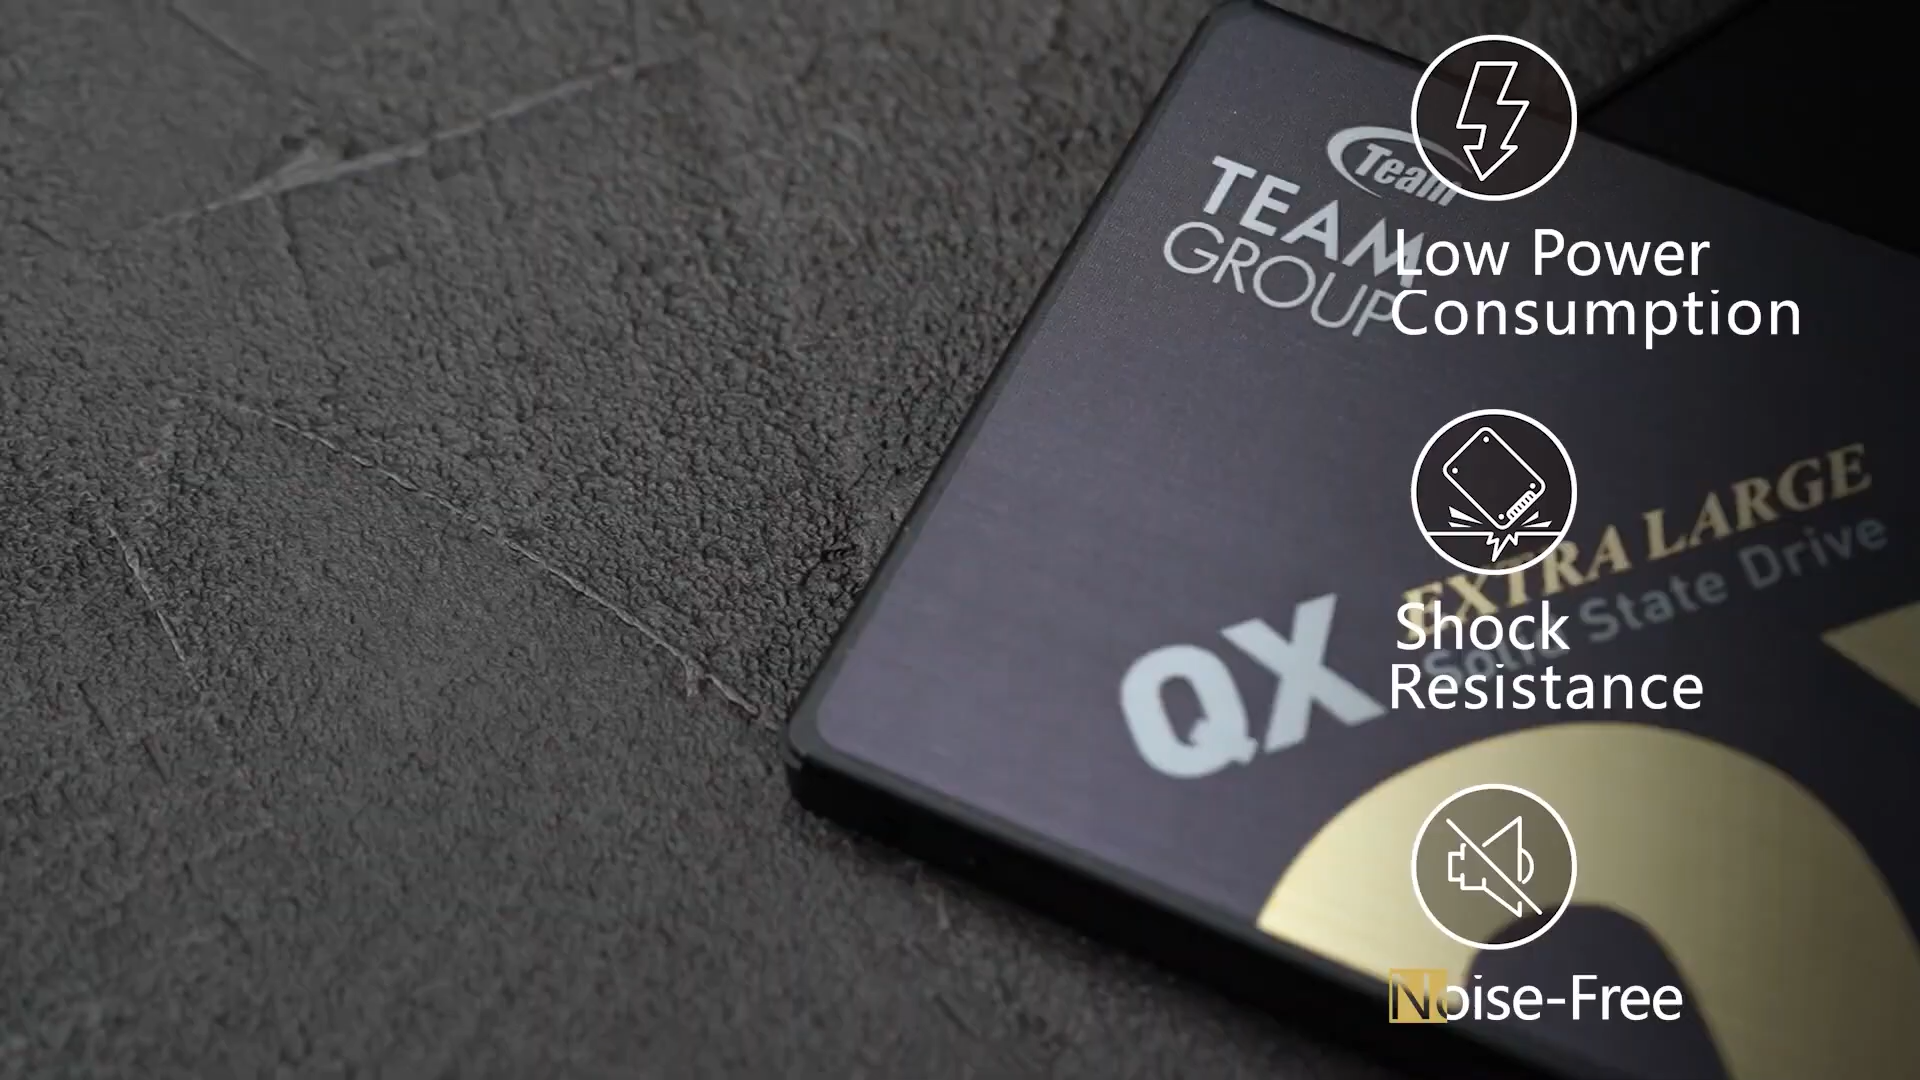 Team
TEAM
GROUP
Low Power
Consumption
EXTRA LARGE
Solid State Drive
QX
Shock
Resistance
Noise-Free